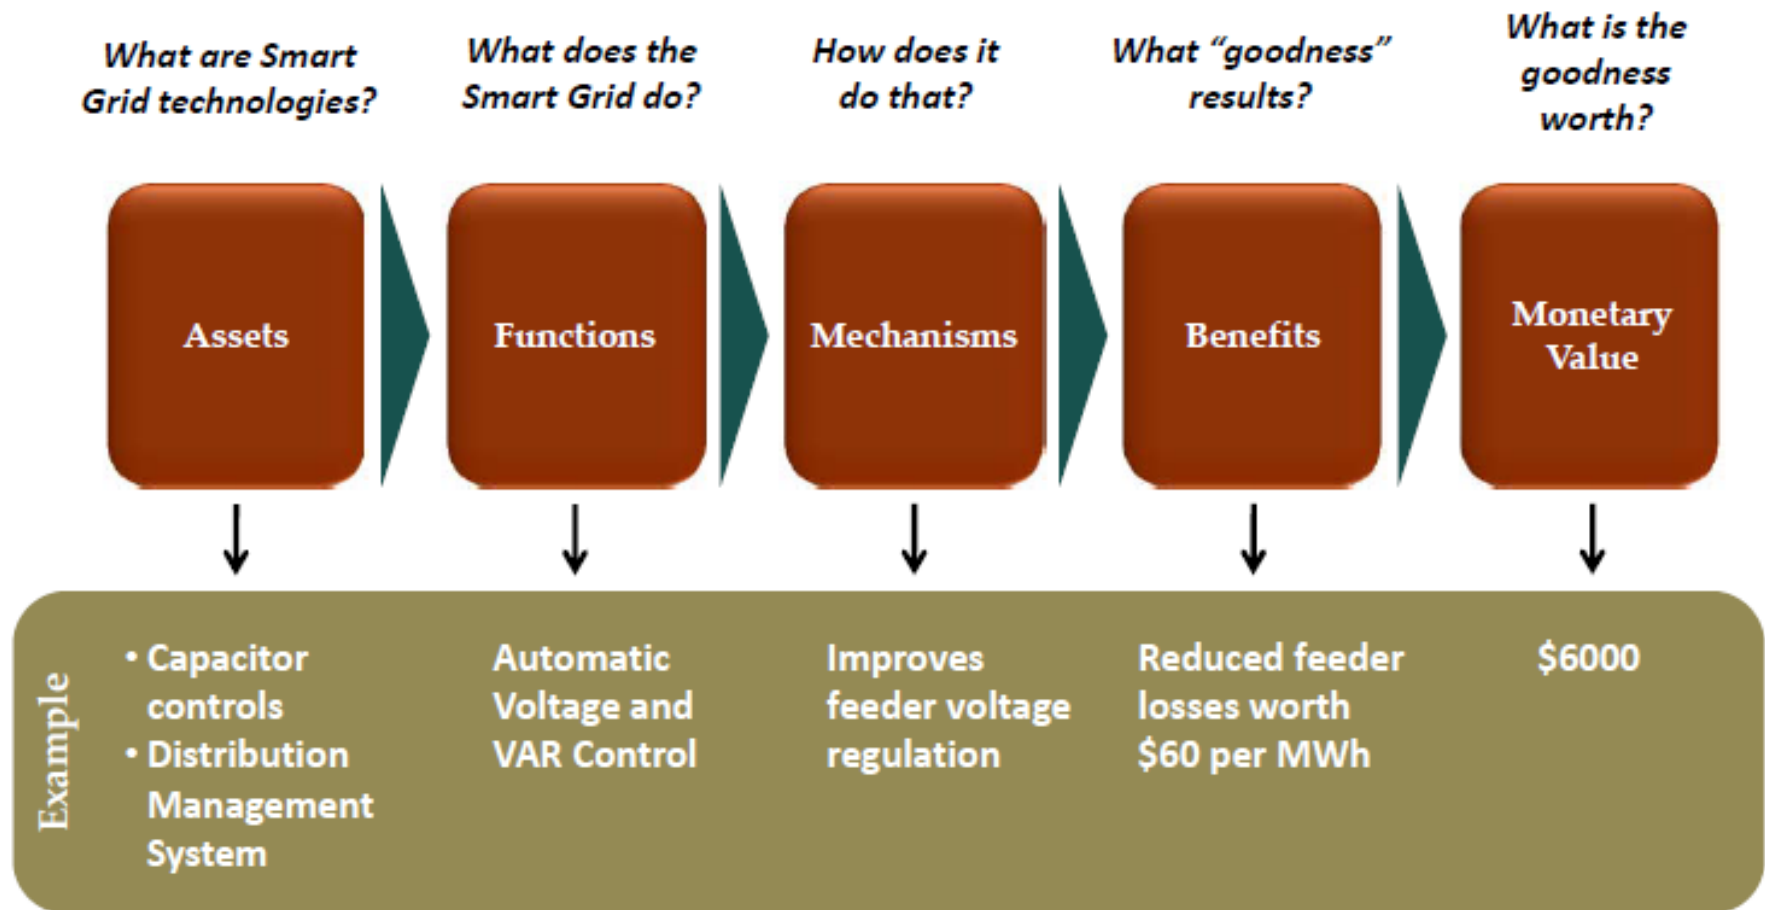 What are Smart
Grid technologies?
What does the
Smart Grid do?
How does it
do that?
What “goodness”
results?
What is the
goodness
worth?
Assets
Functions
Mechanisms
Benefits
Monetary
Value
Example
• Capacitor
controls
• Distribution
Management
System
Automatic
Voltage and
VAR Control
Improves
feeder voltage
regulation
Reduced feeder
losses worth
$60 per MWh
$6000